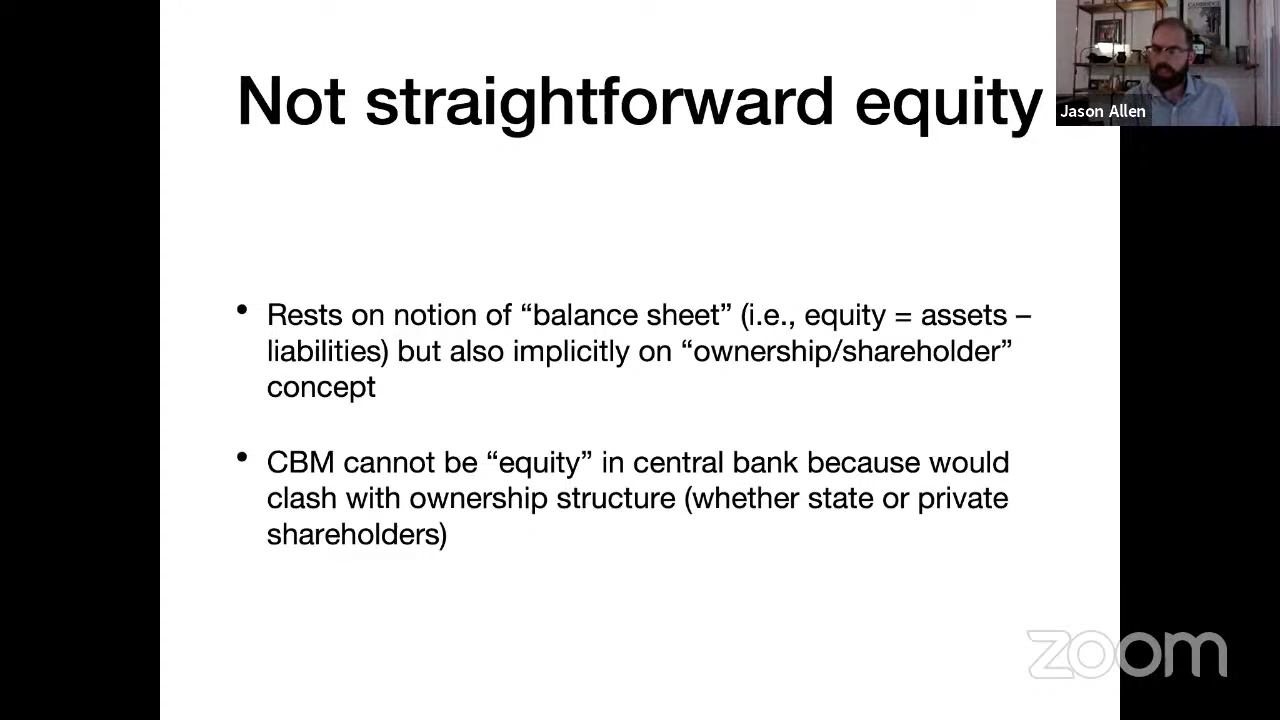 Not straightforward equity
CAMBRIDGE
Jason Allen
• Rests on notion of “balance sheet” (i.e., equity = assets –
liabilities) but also implicitly on “ownership/shareholder”
concept
• CBM cannot be “equity” in central bank because would
clash with ownership structure (whether state or private
shareholders)
zoom